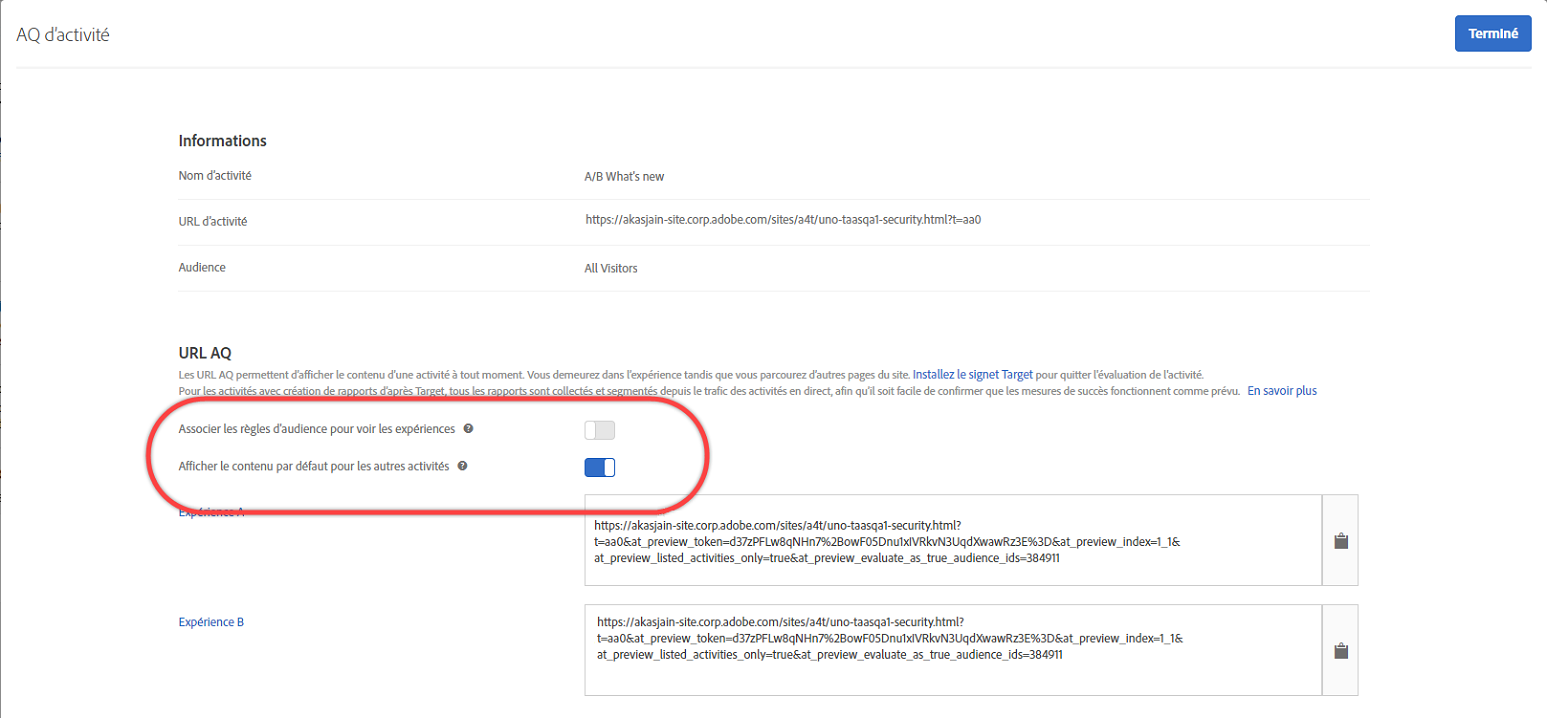 AQ d'activité
Terminé
Informations
Nom d'activité
A/B What's new
URL d'activité
https://akasjain-site.corp.adobe.com/sites/a4t/uno-taasqa1-security.html?t=aa0
Audience
All Visitors
URL AQ
Les URL AQ permettent d'afficher le contenu d'une activité à tout moment. Vous demeurez dans l'expérience tandis que vous parcourez d'autres pages du site. Installez le signet Target pour quitter l'évaluation de l'activité.
Pour les activités avec création de rapports d'après Target, tous les rapports sont collectés et segmentés depuis le trafic des activités en direct, afin qu'il soit facile de confirmer que les mesures de succès fonctionnent comme prévu. En savoir plus
Associer les règles d'audience pour voir les expériences
Afficher le contenu par défaut pour les autres activités
Expérience A
https://akasjain-site.corp.adobe.com/sites/a4t/uno-taasqa1-security.html?
t=aa0&at_preview_token=d37zPFLw8qNHn7%2BowF05Dnu1xIVRkvN3UqdXwawRz3E%3D&at_preview_index=1_1&
at_preview_listed_activities_only=true&at_preview_evaluate_as_true_audience_ids=384911
Expérience B
https://akasjain-site.corp.adobe.com/sites/a4t/uno-taasqa1-security.html?
t=aa0&at_preview_token=d37zPFLw8qNHn7%2BowF05Dnu1xIVRkvN3UqdXwawRz3E%3D&at_preview_index=1_1&
at_preview_listed_activities_only=true&at_preview_evaluate_as_true_audience_ids=384911